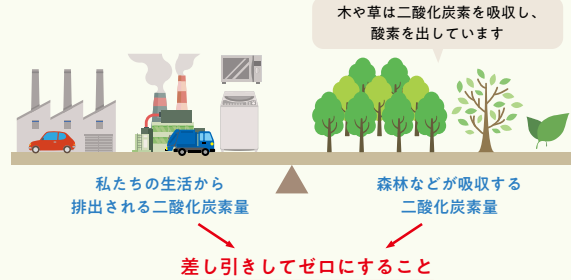 木や草は二酸化炭素を吸収し、
酸素を出しています
私たちの生活から
排出される二酸化炭素量
森林などが吸収する
二酸化炭素量
差し引きしてゼロにすること